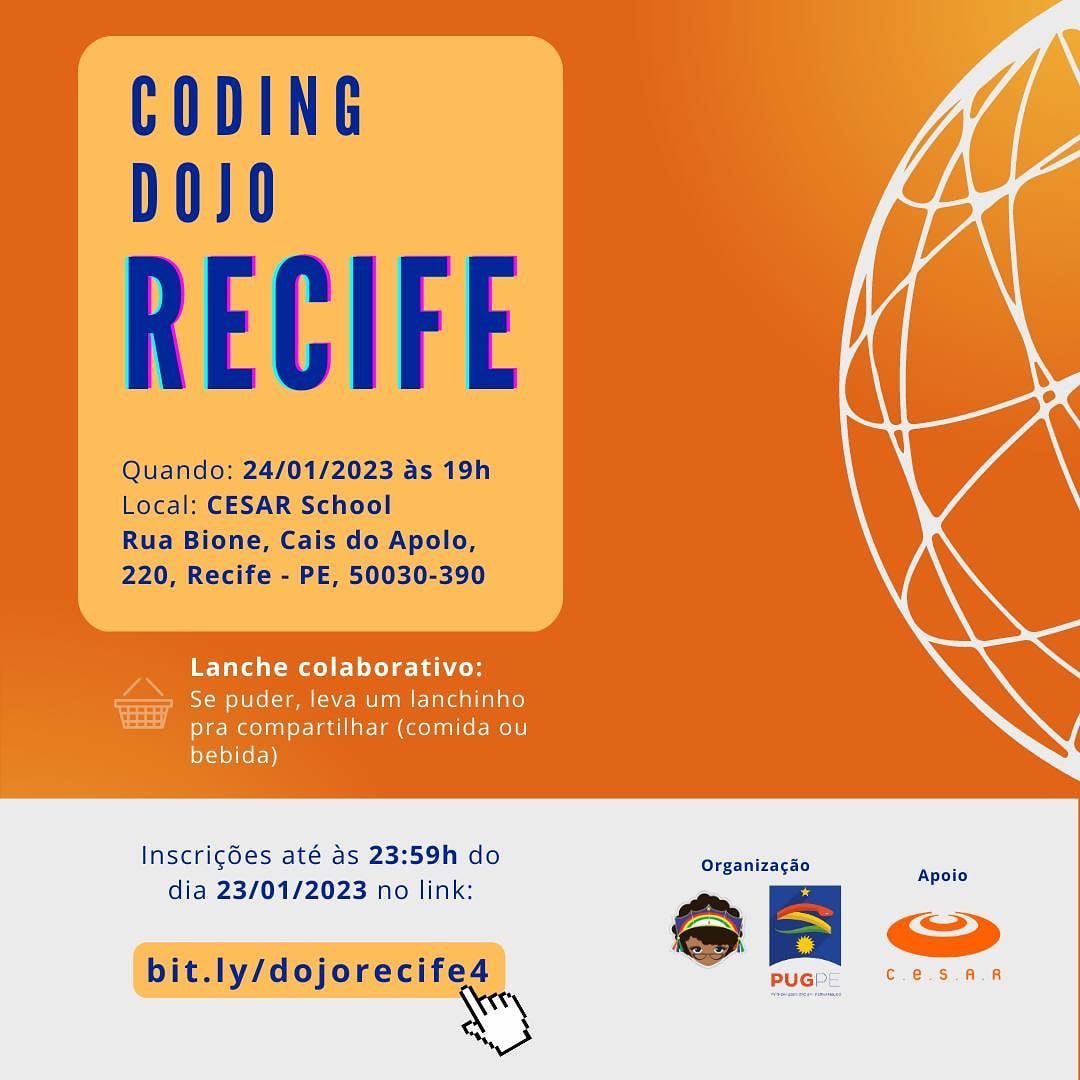 CODING
DOJO
RECIFE
Quando: 24/01/2023 às 19h
Local: CESAR School
Rua Bione, Cais do Apolo,
220, Recife - PE, 50030-390
Lanche colaborativo:
Se puder, leva um lanchinho
pra compartilhar (comida ou
bebida)
Inscrições até às 23:59h do
dia 23/01/2023 no link:
bit.ly/dojorecife4
Organização
PUGPE
Apoio
C.e.S.A.R